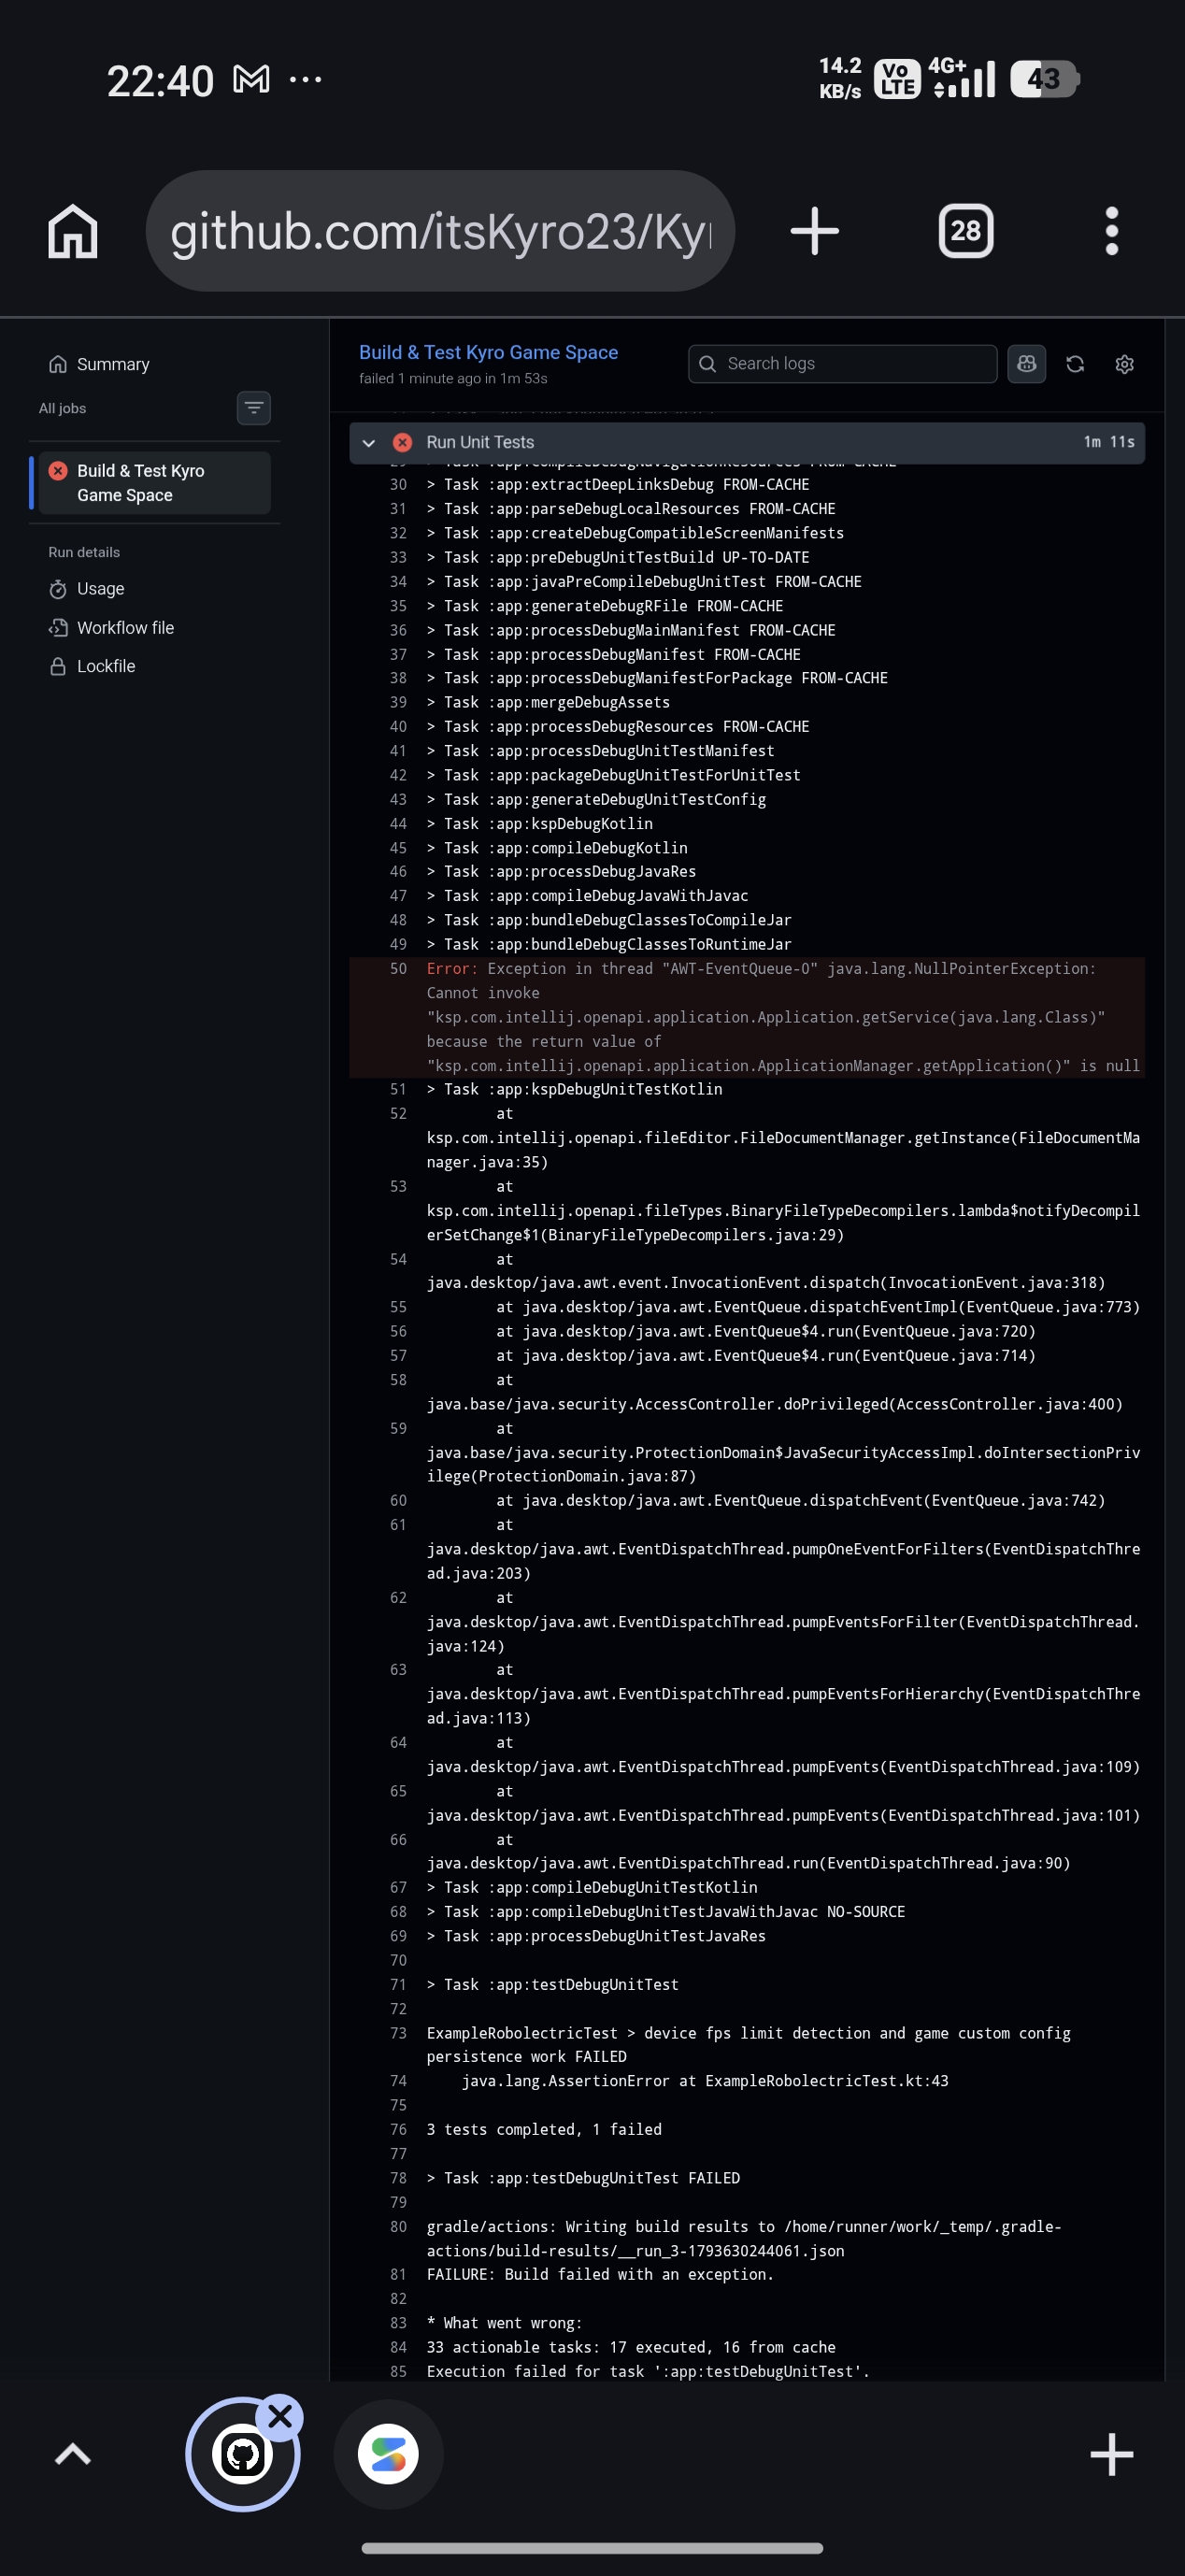 22:40
14.2 KB/s
Vo LTE
4G+
43
github.com/itsKyro23/Ky
28
Summary
All jobs
Build & Test Kyro
Game Space
Run details
Usage
Workflow file
Lockfile
Build & Test Kyro Game Space
failed 1 minute ago in 1m 53s
Search logs
Run Unit Tests
1m 11s
29 > Task :app:compileDebugNavigationResources FROM-CACHE
30 > Task :app:extractDeepLinksDebug FROM-CACHE
31 > Task :app:parseDebugLocalResources FROM-CACHE
32 > Task :app:createDebugCompatibleScreenManifests
33 > Task :app:preDebugUnitTestBuild UP-TO-DATE
34 > Task :app:javaPreCompileDebugUnitTest FROM-CACHE
35 > Task :app:generateDebugRFile FROM-CACHE
36 > Task :app:processDebugMainManifest FROM-CACHE
37 > Task :app:processDebugManifest FROM-CACHE
38 > Task :app:processDebugManifestForPackage FROM-CACHE
39 > Task :app:mergeDebugAssets
40 > Task :app:processDebugResources FROM-CACHE
41 > Task :app:processDebugUnitTestManifest
42 > Task :app:packageDebugUnitTestForUnitTest
43 > Task :app:generateDebugUnitTestConfig
44 > Task :app:kspDebugKotlin
45 > Task :app:compileDebugKotlin
46 > Task :app:processDebugJavaRes
47 > Task :app:compileDebugJavaWithJavac
48 > Task :app:bundleDebugClassesToCompileJar
49 > Task :app:bundleDebugClassesToRuntimeJar
50 Error: Exception in thread "AWT-EventQueue-0" java.lang.NullPointerException:
Cannot invoke
"ksp.com.intellij.openapi.application.Application.getService(java.lang.Class)"
because the return value of
"ksp.com.intellij.openapi.application.ApplicationManager.getApplication()" is null
51 > Task :app:kspDebugUnitTestKotlin
52 at
ksp.com.intellij.openapi.fileEditor.FileDocumentManager.getInstance(FileDocumentMa
nager.java:35)
53 at
ksp.com.intellij.openapi.fileTypes.BinaryFileTypeDecompilers.lambda$notifyDecompil
erSetChange$1(BinaryFileTypeDecompilers.java:29)
54 at
java.desktop/java.awt.event.InvocationEvent.dispatch(InvocationEvent.java:318)
55 at java.desktop/java.awt.EventQueue.dispatchEventImpl(EventQueue.java:773)
56 at java.desktop/java.awt.EventQueue$4.run(EventQueue.java:720)
57 at java.desktop/java.awt.EventQueue$4.run(EventQueue.java:714)
58 at
java.base/java.security.AccessController.doPrivileged(AccessController.java:400)
59 at
java.base/java.security.ProtectionDomain$JavaSecurityAccessImpl.doIntersectionPriv
ilege(ProtectionDomain.java:87)
60 at java.desktop/java.awt.EventQueue.dispatchEvent(EventQueue.java:742)
61 at
java.desktop/java.awt.EventDispatchThread.pumpOneEventForFilters(EventDispatchThre
ad.java:203)
62 at
java.desktop/java.awt.EventDispatchThread.pumpEventsForFilter(EventDispatchThread.
java:124)
63 at
java.desktop/java.awt.EventDispatchThread.pumpEventsForHierarchy(EventDispatchThre
ad.java:113)
64 at
java.desktop/java.awt.EventDispatchThread.pumpEvents(EventDispatchThread.java:109)
65 at
java.desktop/java.awt.EventDispatchThread.pumpEvents(EventDispatchThread.java:101)
66 at
java.desktop/java.awt.EventDispatchThread.run(EventDispatchThread.java:90)
67 > Task :app:compileDebugUnitTestKotlin
68 > Task :app:compileDebugUnitTestJavaWithJavac NO-SOURCE
69 > Task :app:processDebugUnitTestJavaRes
70
71 > Task :app:testDebugUnitTest
72
73 ExampleRobolectricTest > device fps limit detection and game custom config
persistence work FAILED
74 java.lang.AssertionError at ExampleRobolectricTest.kt:43
75
76 3 tests completed, 1 failed
77
78 > Task :app:testDebugUnitTest FAILED
79
80 gradle/actions: Writing build results to /home/runner/work/_temp/.gradle-
actions/build-results/__run_3-1793630244061.json
81 FAILURE: Build failed with an exception.
82
83 * What went wrong:
84 33 actionable tasks: 17 executed, 16 from cache
85 Execution failed for task ':app:testDebugUnitTest'.